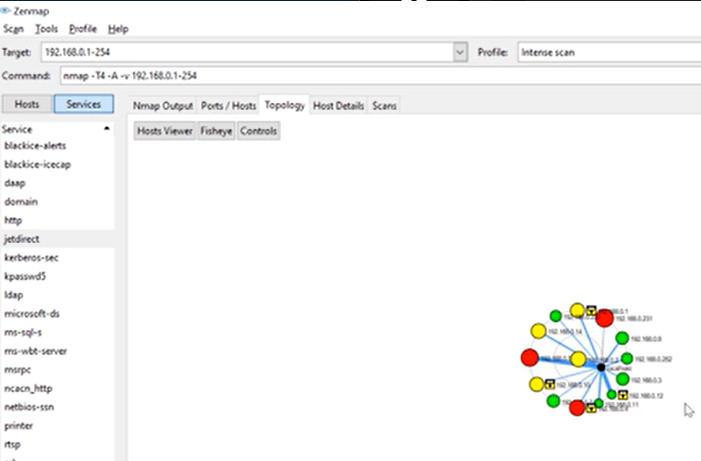 Zenmap
Scan Tools Profile Help
Target: 192.168.0.1-254 Profile: Intense scan
Command: nmap -T4 -A -v 192.168.0.1-254
Hosts Services Nmap Output Ports / Hosts Topology Host Details Scans
Service
Hosts Viewer Fisheye Controls
blackice-alerts
blackice-icecap
daap
domain
http
jetdirect
kerberos-sec
kpasswd5
ldap
microsoft-ds
ms-sql-s
ms-wbt-server
msrpc
ncacn_http
netbios-ssn
printer
rtsp
192.168.0.1
192.168.0.231
192.168.0.14
192.168.0.8
192.168.0.252
localhost
192.168.0.3
192.168.0.12
192.168.0.11